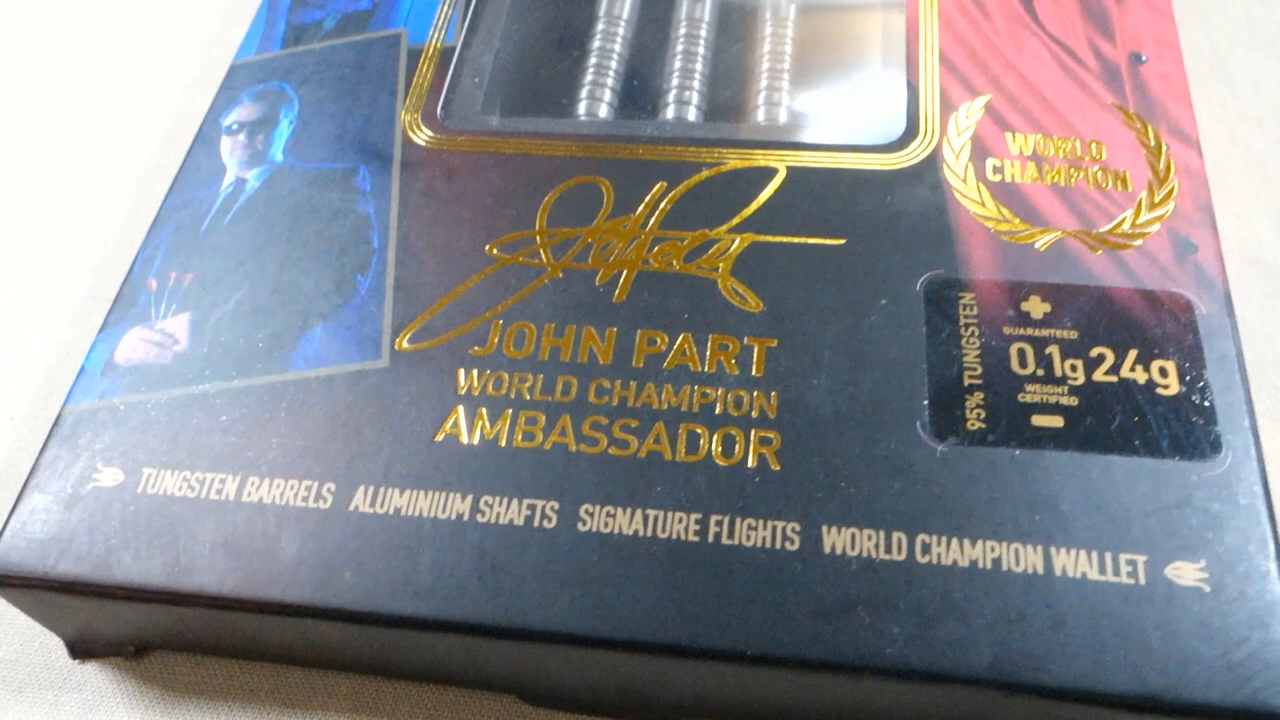 WORLD
CHAMPION
JOHN PART
WORLD CHAMPION
AMBASSADOR
95% TUNGSTEN
GUARANTEED
0.1g 24g
WEIGHT
CERTIFIED
TUNGSTEN BARRELS ALUMINIUM SHAFTS SIGNATURE FLIGHTS WORLD CHAMPION WALLET